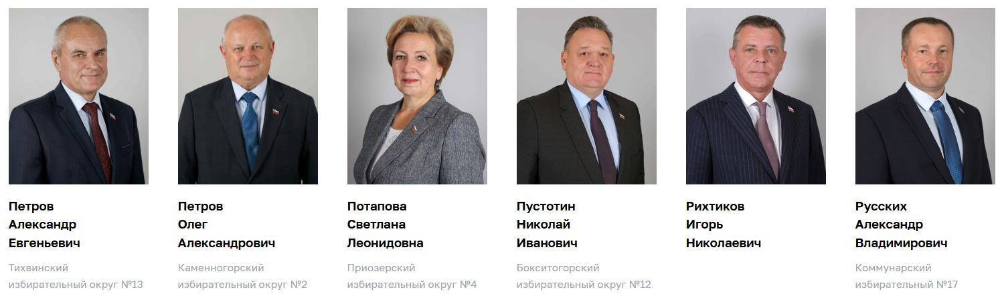 Петров
Александр
Евгеньевич
Тихвинский
избирательный округ №13
Петров
Олег
Александрович
Каменногорский
избирательный округ №2
Потапова
Светлана
Леонидовна
Приозерский
избирательный округ №4
Пустотин
Николай
Иванович
Бокситогорский
избирательный округ №12
Рихтиков
Игорь
Николаевич
Русских
Александр
Владимирович
Коммунарский
избирательный округ №17